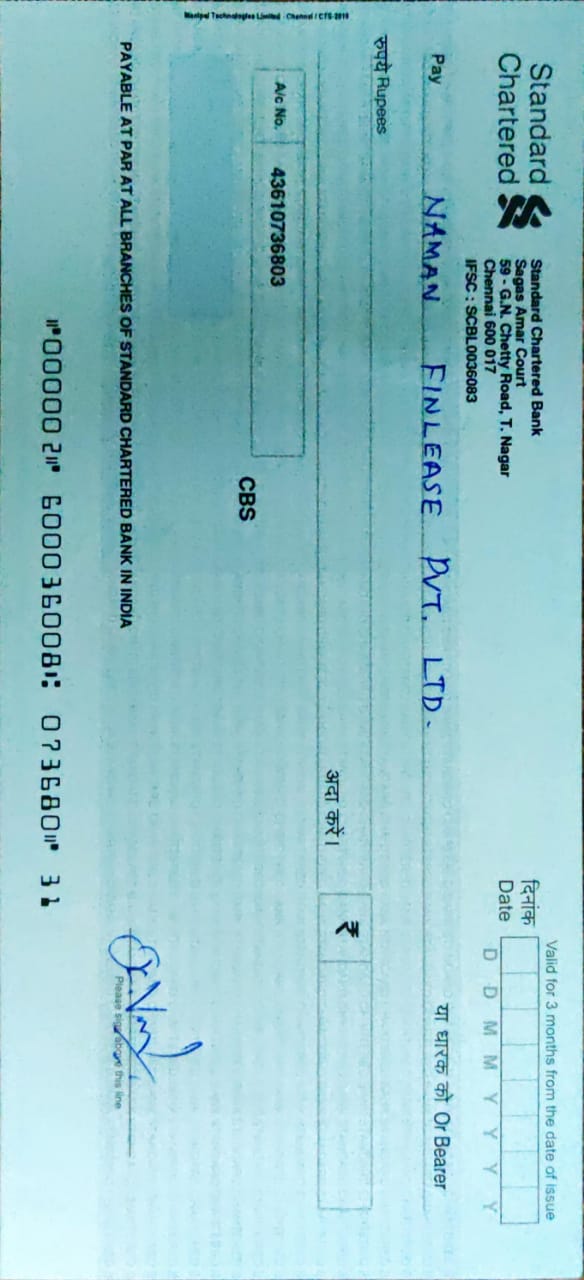 Standard
Chartered
Standard Chartered Bank
Sagas Amar Court
59 - G.N. Chetty Road, T. Nagar
Chennai 600 017
IFSC : SCBL0036083
Valid for 3 months from the date of issue
दिनांक
Date
D D M M Y Y Y Y
Pay NAMAN FINLEASE PVT. LTD. या धारक को Or Bearer
रुपये Rupees
अदा करें। ₹
A/c No. 43610736803
CBS
Please sign above this line
PAYABLE AT PAR AT ALL BRANCHES OF STANDARD CHARTERED BANK IN INDIA
Manipal Technologies Limited - Chennai / CTS-2010
⑈000002⑈ 600036008⑆ 073680⑈ 31